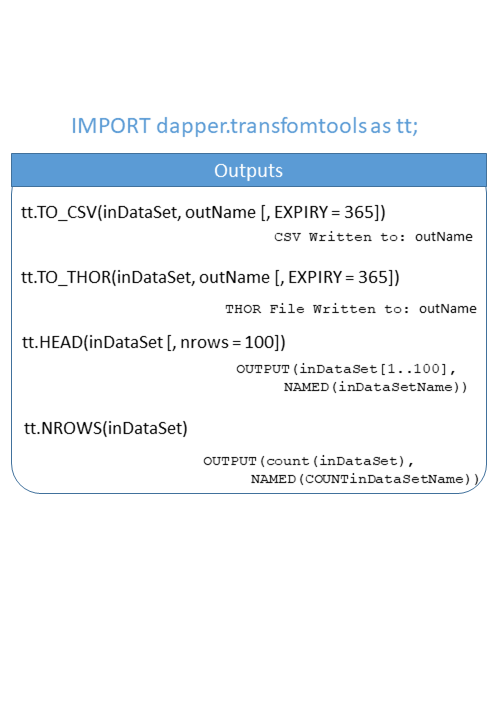 IMPORT dapper.transfomtools as tt;
Outputs
tt.TO_CSV(inDataSet, outName [, EXPIRY = 365])
CSV Written to: outName
tt.TO_THOR(inDataSet, outName [, EXPIRY = 365])
THOR File Written to: outName
tt.HEAD(inDataSet [, nrows = 100])
OUTPUT(inDataSet[1..100],
NAMED(inDataSetName))
tt.NROWS(inDataSet)
OUTPUT(count(inDataSet),
NAMED(COUNTinDataSetName))